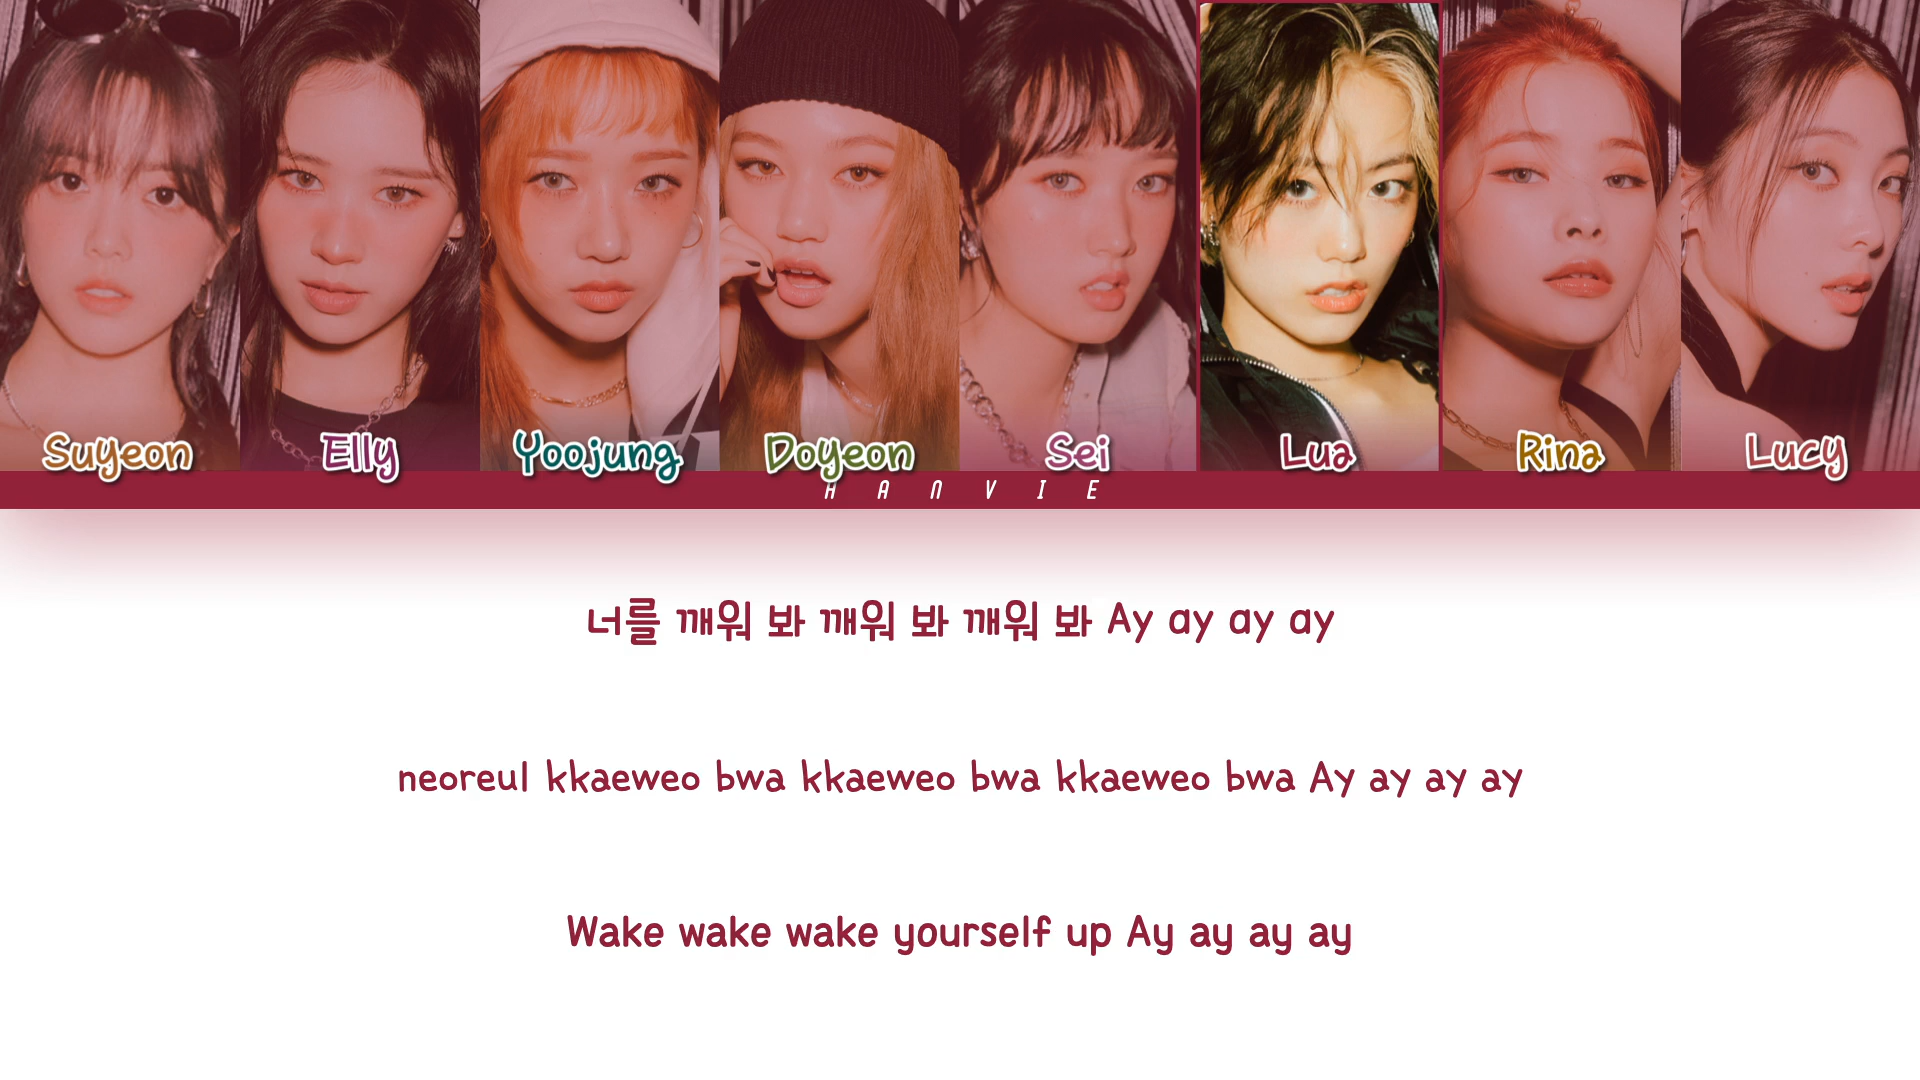 Suyeon Elly Yoojung Doyeon Sei Lua Rina Lucy
HANVIE
너를 깨워 봐 깨워 봐 깨워 봐 Ay ay ay ay
neoreul kkaeweo bwa kkaeweo bwa kkaeweo bwa Ay ay ay ay
Wake wake wake yourself up Ay ay ay ay